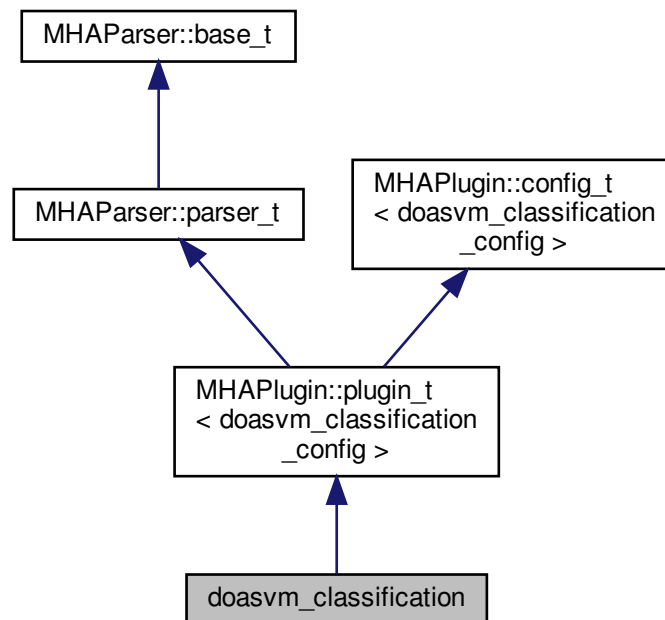 MHAParser::base_t
MHAParser::parser_t
MHAPlugin::config_t
< doasvm_classification
_config >
MHAPlugin::plugin_t
< doasvm_classification
_config >
doasvm_classification